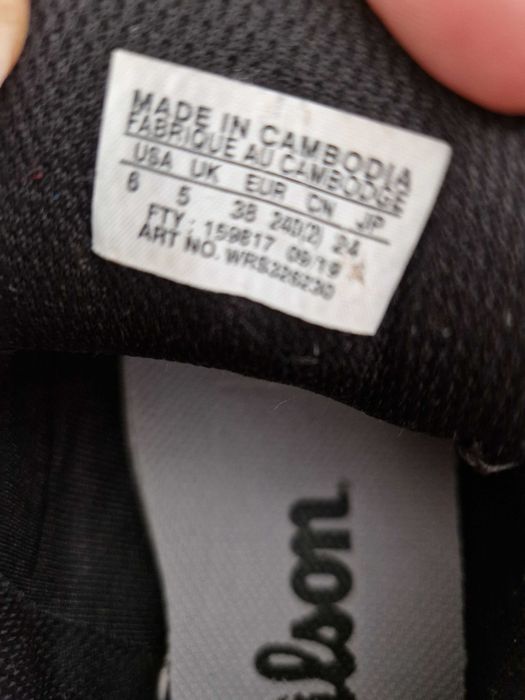 MADE IN CAMBODIA
FABRIQUE AU CAMBODGE
USA UK EUR CN JP
6 5 38 240(2) 24
FTY : 159817 09/19
ART NO. WRS326230
ilson